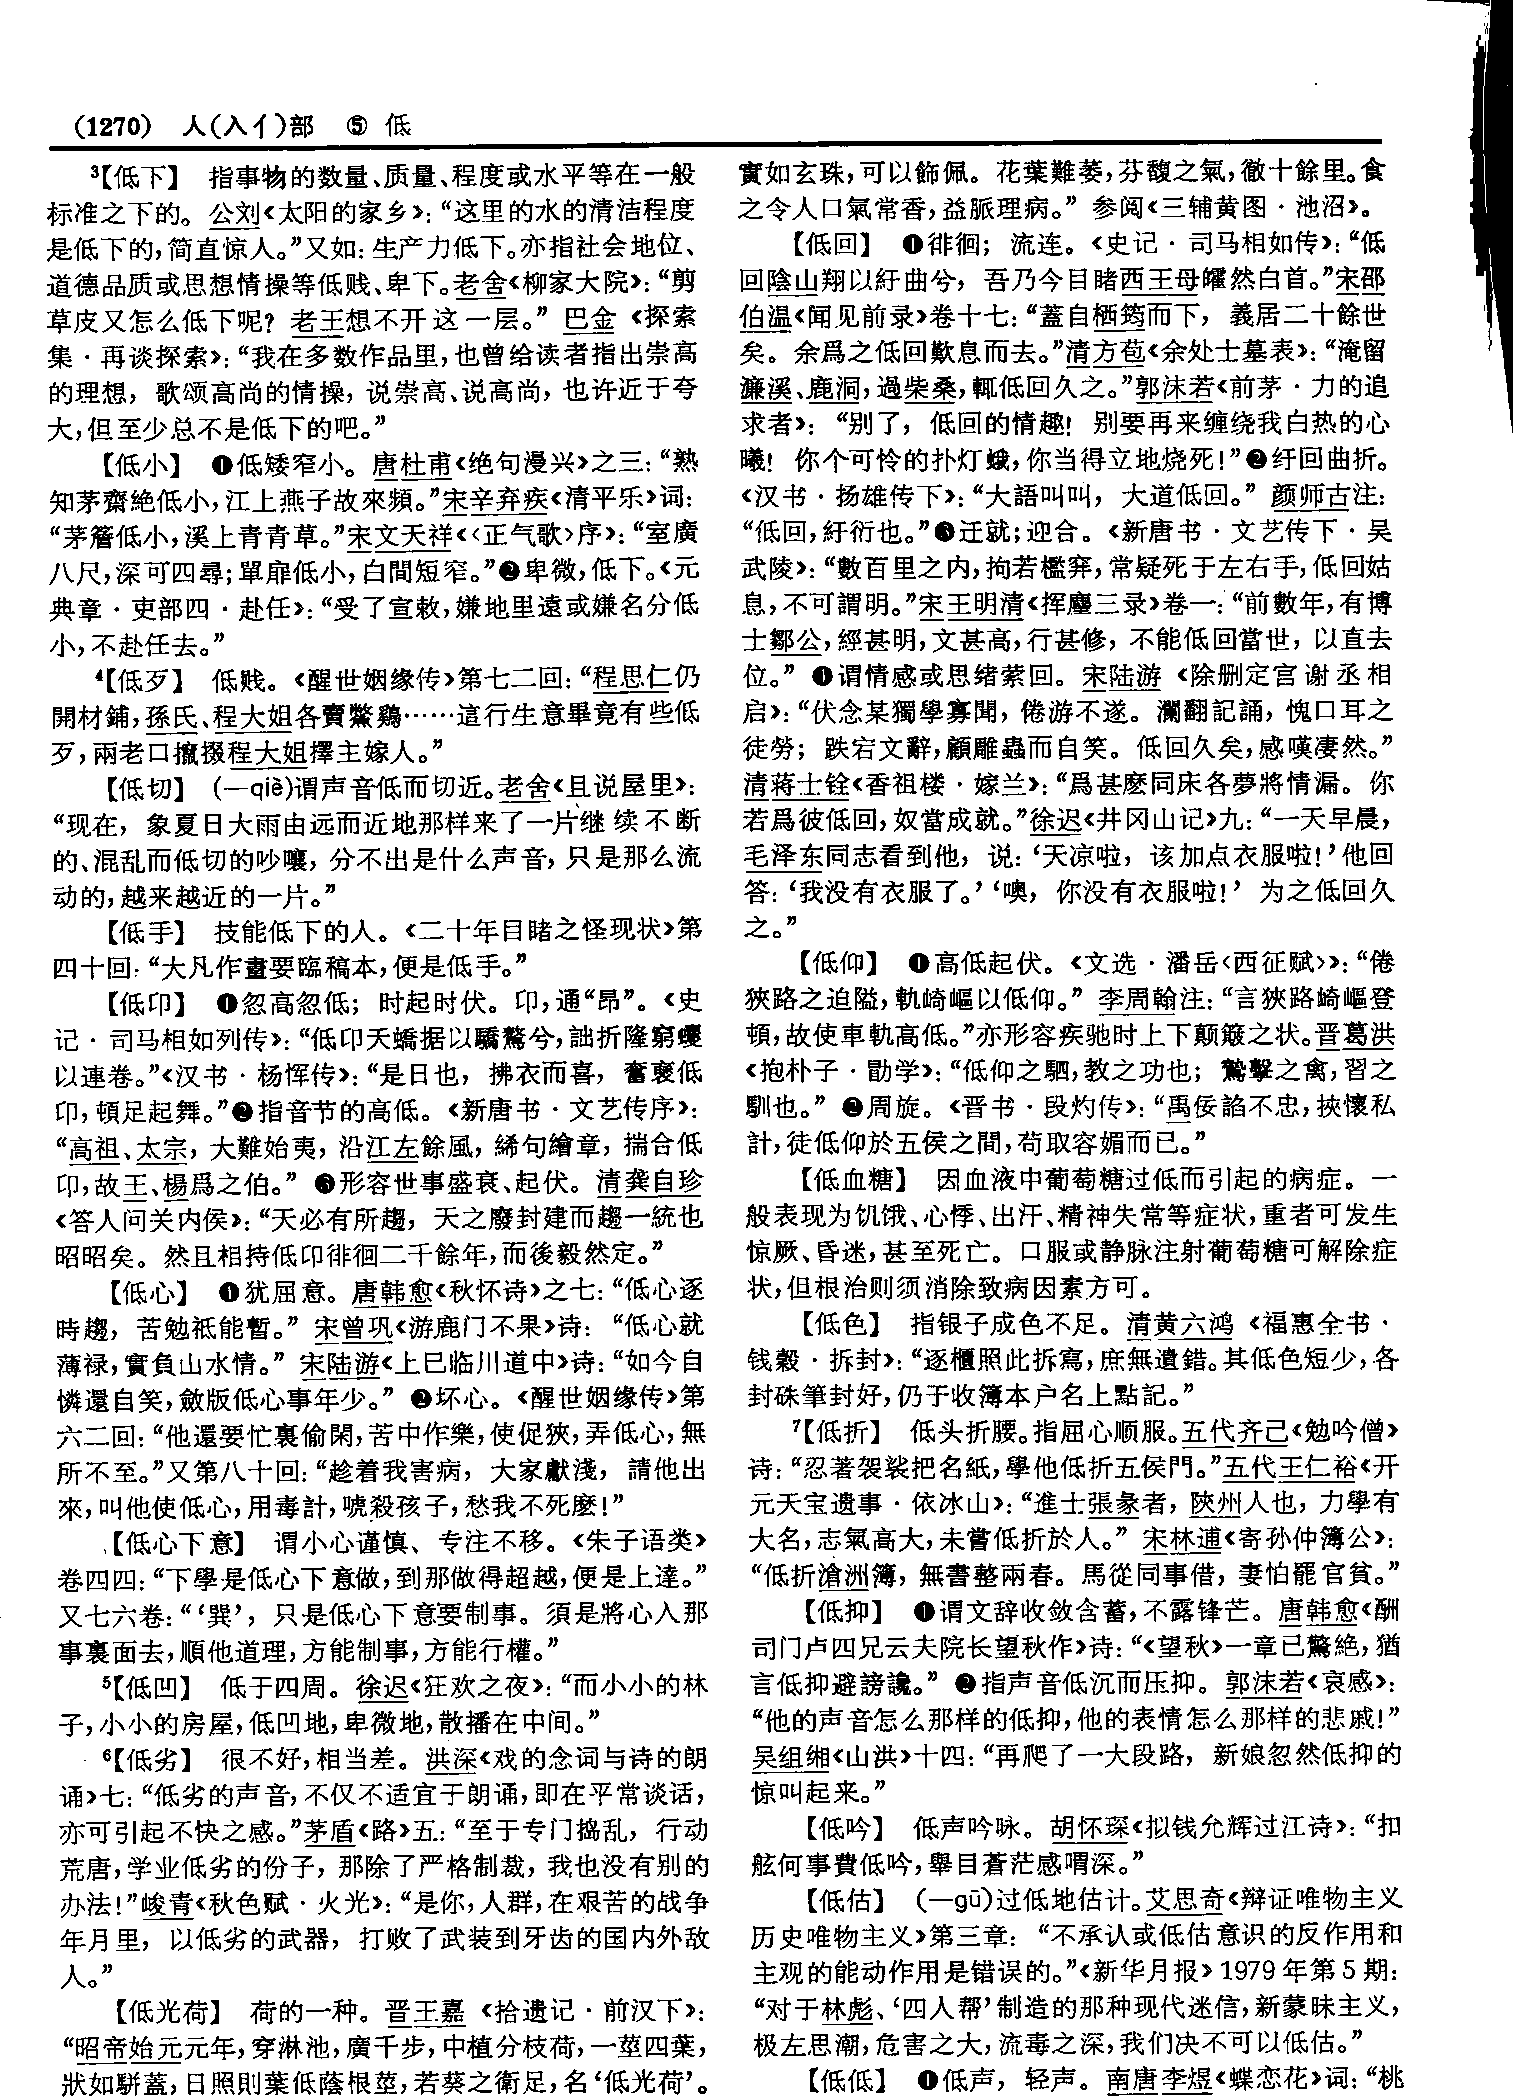 (1270) 人(入亻)部 ⑤ 低
³【低下】 指事物的数量、质量、程度或水平等在一般
标准之下的。公刘《太阳的家乡》：“这里的水的清洁程度
是低下的，简直惊人。”又如：生产力低下。亦指社会地位、
道德品质或思想情操等低贱、卑下。老舍《柳家大院》：“剪
草皮又怎么低下呢？老王想不开这一层。” 巴金《探索
集·再谈探索》：“我在多数作品里，也曾给读者指出崇高
的理想，歌颂高尚的情操，说崇高、说高尚，也许近于夸
大，但至少总不是低下的吧。”
【低小】 ❶低矮窄小。唐杜甫《绝句漫兴》之三：“熟
知茅齋絶低小，江上燕子故來頻。”宋辛弃疾《清平乐》词：
“茅簷低小，溪上青青草。”宋文天祥《〈正气歌〉序》：“室廣
八尺，深可四尋；單扉低小，白間短窄。”❷卑微，低下。《元
典章·吏部四·赴任》：“受了宣敕，嫌地里遠或嫌名分低
小，不赴任去。”
⁴【低歹】 低贱。《醒世姻缘传》第七二回：“程思仁仍
開材鋪，孫氏、程大姐各賣鱉鷄……這行生意畢竟有些低
歹，兩老口攛掇程大姐擇主嫁人。”
【低切】 (—qiè)谓声音低而切近。老舍《且说屋里》：
“现在，象夏日大雨由远而近地那样来了一片继续不断
的、混乱而低切的吵嚷，分不出是什么声音，只是那么流
动的，越来越近的一片。”
【低手】 技能低下的人。《二十年目睹之怪现状》第
四十回：“大凡作畫要臨稿本，便是低手。”
【低卬】 ❶忽高忽低；时起时伏。卬，通“昂”。《史
记·司马相如列传》：“低卬夭蟜据以驕驁兮，詘折隆窮蠼
以連卷。”《汉书·杨恽传》：“是日也，拂衣而喜，奮褎低
卬，頓足起舞。”❷指音节的高低。《新唐书·文艺传序》：
“高祖、太宗，大難始夷，沿江左餘風，絺句繪章，揣合低
卬，故王、楊爲之伯。” ❸形容世事盛衰、起伏。清龚自珍
《答人问关内侯》：“天必有所趨，天之廢封建而趨一統也
昭昭矣。然且相持低卬徘徊二千餘年，而後毅然定。”
【低心】 ❶犹屈意。唐韩愈《秋怀诗》之七：“低心逐
時趨，苦勉祗能暫。” 宋曾巩《游鹿门不果》诗：“低心就
薄禄，實負山水情。” 宋陆游《上巳临川道中》诗：“如今自
憐還自笑，斂版低心事年少。” ❷坏心。《醒世姻缘传》第
六二回：“他還要忙裏偷閑，苦中作樂，使促狹，弄低心，無
所不至。”又第八十回：“趁着我害病，大家獻淺，請他出
來，叫他使低心，用毒計，唬殺孩子，愁我不死麽！”
【低心下意】 谓小心谨慎、专注不移。《朱子语类》
卷四四：“下學是低心下意做，到那做得超越，便是上達。”
又七六卷：“‘巽’，只是低心下意要制事。須是將心入那
事裏面去，順他道理，方能制事，方能行權。”
⁵【低凹】 低于四周。徐迟《狂欢之夜》：“而小小的林
子，小小的房屋，低凹地，卑微地，散播在中间。”
⁶【低劣】 很不好，相当差。洪深《戏的念词与诗的朗
诵》七：“低劣的声音，不仅不适宜于朗诵，即在平常谈话，
亦可引起不快之感。”茅盾《路》五：“至于专门捣乱，行动
荒唐，学业低劣的份子，那除了严格制裁，我也没有别的
办法！”峻青《秋色赋·火光》：“是你，人群，在艰苦的战争
年月里，以低劣的武器，打败了武装到牙齿的国内外敌
人。”
【低光荷】 荷的一种。晋王嘉《拾遗记·前汉下》：
“昭帝始元元年，穿淋池，廣千步，中植分枝荷，一莖四葉，
狀如駢蓋，日照則葉低蔭根莖，若葵之衛足，名‘低光荷’。
實如玄珠，可以飾佩。花葉難萎，芬馥之氣，徹十餘里。食
之令人口氣常香，益脈理病。” 参阅《三辅黄图·池沼》。
【低回】 ❶徘徊；流连。《史记·司马相如传》：“低
回陰山翔以紆曲兮，吾乃今目睹西王母曤然白首。”宋邵
伯温《闻见前录》卷十七：“蓋自栖筠而下，義居二十餘世
矣。余爲之低回歎息而去。”清方苞《余处士墓表》：“淹留
濂溪、鹿洞，過柴桑，輒低回久之。”郭沫若《前茅·力的追
求者》：“别了，低回的情趣！别要再来缠绕我白热的心
曦！你个可怜的扑灯蛾，你当得立地烧死！”❷纡回曲折。
《汉书·扬雄传下》：“大語叫叫，大道低回。” 颜师古注：
“低回，紆衍也。”❸迁就；迎合。《新唐书·文艺传下·吴
武陵》：“數百里之内，拘若檻穽，常疑死于左右手，低回姑
息，不可謂明。”宋王明清《挥麈三录》卷一：“前數年，有博
士鄒公，經甚明，文甚高，行甚修，不能低回當世，以直去
位。” ❹谓情感或思绪萦回。宋陆游《除删定官谢丞相
启》：“伏念某獨學寡聞，倦游不遂。瀾翻記誦，愧口耳之
徒勞；跌宕文辭，顧雕蟲而自笑。低回久矣，感嘆凄然。”
清蒋士铨《香祖楼·嫁兰》：“爲甚麽同床各夢將情漏。你
若爲彼低回，奴當成就。”徐迟《井冈山记》九：“一天早晨，
毛泽东同志看到他，说：‘天凉啦，该加点衣服啦！’他回
答：‘我没有衣服了。’‘噢，你没有衣服啦！’ 为之低回久
之。”
【低仰】 ❶高低起伏。《文选·潘岳〈西征赋〉》：“倦
狹路之迫隘，軌崎嶇以低仰。” 李周翰注：“言狹路崎嶇登
頓，故使車軌高低。”亦形容疾驰时上下颠簸之状。晋葛洪
《抱朴子·勖学》：“低仰之駟，教之功也；鷙擊之禽，習之
馴也。” ❷周旋。《晋书·段灼传》：“禹佞諂不忠，挾懷私
計，徒低仰於五侯之間，苟取容媚而已。”
【低血糖】 因血液中葡萄糖过低而引起的病症。一
般表现为饥饿、心悸、出汗、精神失常等症状，重者可发生
惊厥、昏迷，甚至死亡。口服或静脉注射葡萄糖可解除症
状，但根治则须消除致病因素方可。
【低色】 指银子成色不足。清黄六鸿《福惠全书·
钱穀·拆封》：“逐櫃照此拆寫，庶無遺錯。其低色短少，各
封硃筆封好，仍于收簿本户名上點記。”
⁷【低折】 低头折腰。指屈心顺服。五代齐己《勉吟僧》
诗：“忍著袈裟把名紙，學他低折五侯門。”五代王仁裕《开
元天宝遗事·依冰山》：“進士張彖者，陝州人也，力學有
大名，志氣高大，未嘗低折於人。” 宋林逋《寄孙仲簿公》：
“低折滄洲簿，無書整兩春。馬從同事借，妻怕罷官貧。”
【低抑】 ❶谓文辞收敛含蓄，不露锋芒。唐韩愈《酬
司门卢四兄云夫院长望秋作》诗：“《望秋》一章已驚絶，猶
言低抑避謗讒。” ❷指声音低沉而压抑。郭沫若《哀感》：
“他的声音怎么那样的低抑，他的表情怎么那样的悲戚！”
吴组缃《山洪》十四：“再爬了一大段路，新娘忽然低抑的
惊叫起来。”
【低吟】 低声吟咏。胡怀琛《拟钱允辉过江诗》：“扣
舷何事費低吟，舉目蒼茫感喟深。”
【低估】 (—gū)过低地估计。艾思奇《辩证唯物主义
历史唯物主义》第三章：“不承认或低估意识的反作用和
主观的能动作用是错误的。”《新华月报》1979年第5期：
“对于林彪、‘四人帮’制造的那种现代迷信，新蒙昧主义，
极左思潮，危害之大，流毒之深，我们决不可以低估。”
【低低】 ❶低声，轻声。南唐李煜《蝶恋花》词：“桃